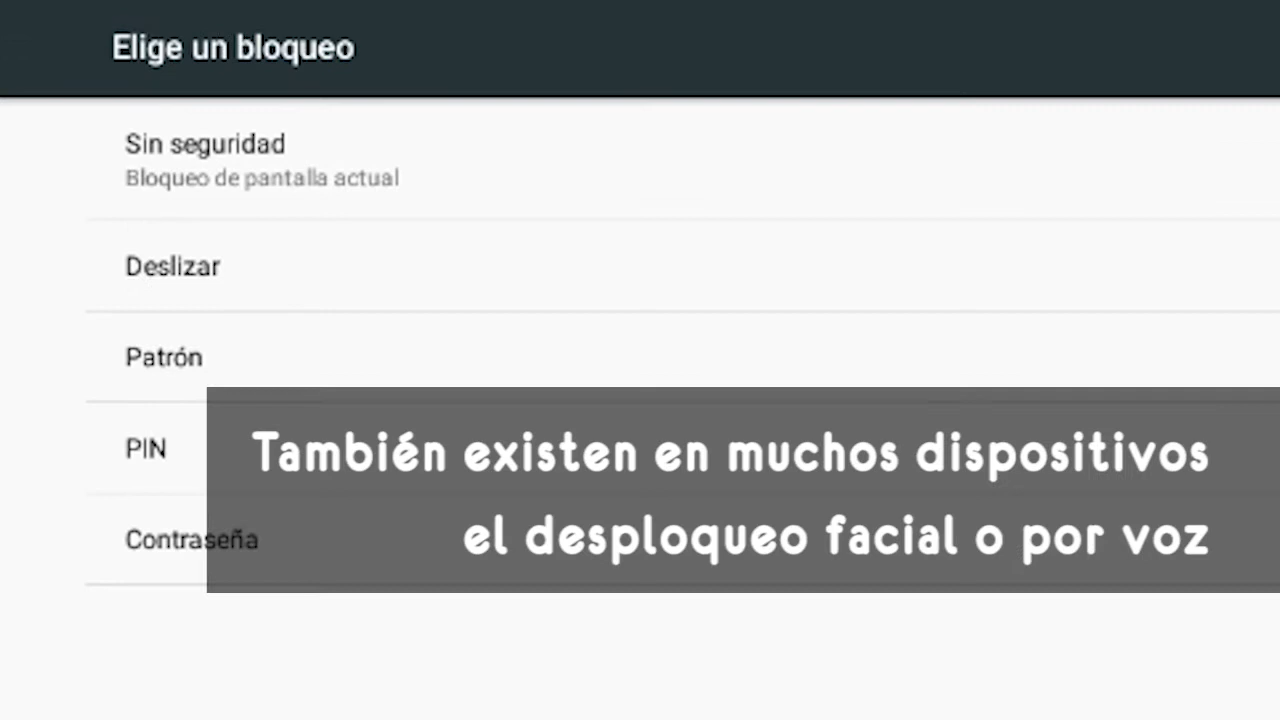 Elige un bloqueo
Sin seguridad
Bloqueo de pantalla actual
Deslizar
Patrón
PIN
Contraseña
También existen en muchos dispositivos
el desploqueo facial o por voz